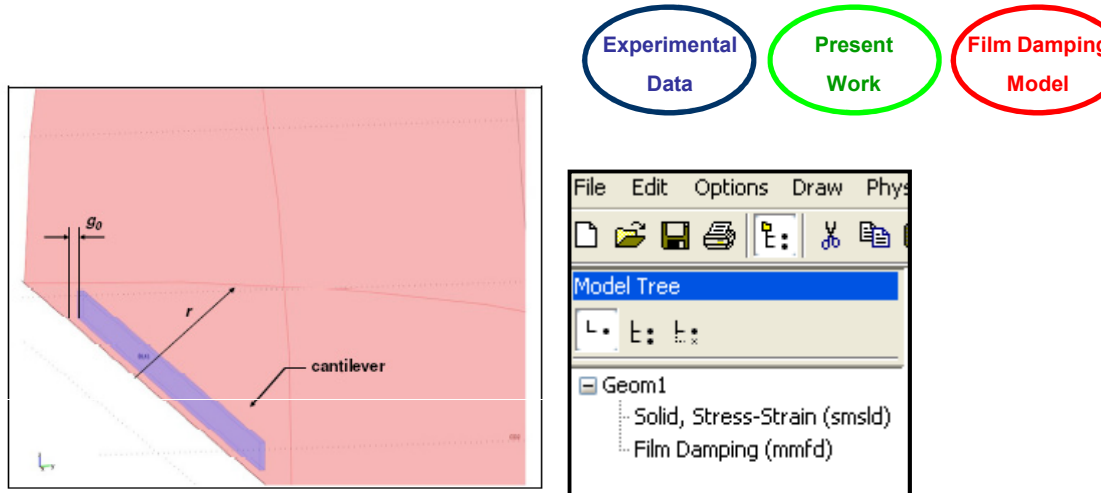 Experimental
Data
Present
Work
Film Damping
Model
g0
r
cantilever
File Edit Options Draw Phys
Model Tree
Geom1
Solid, Stress-Strain (smsld)
Film Damping (mmfd)